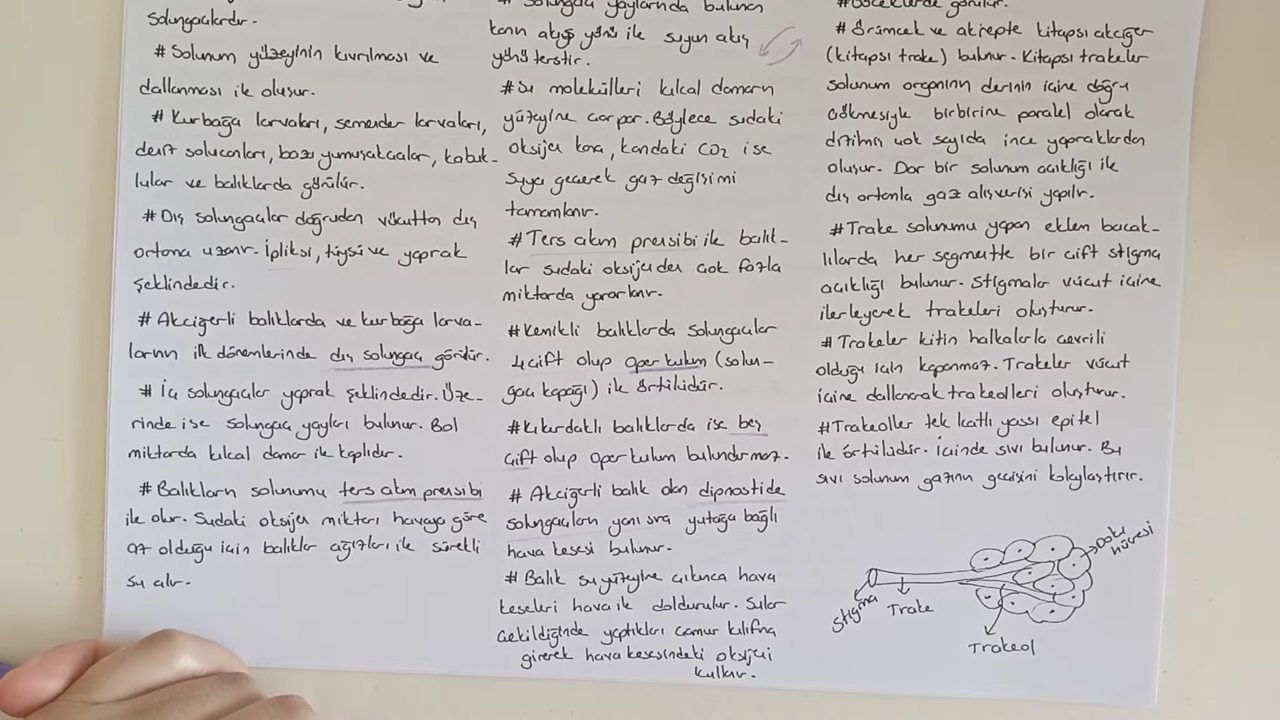 solungaçlardır.
# Solunum yüzeyinin kıvrılması ve
dallanması ile oluşur.
# Kurbağa larvaları, semender larvaları,
deniz solucanları, bazı yumuşakçalar, kabuk-
lular ve balıklarda görülür.
# Dış solungaçlar doğrudan vücuttan dış
ortama uzanır. İpliksi, tüysü ve yaprak
şeklindedir.
# Akciğerli balıklarda ve kurbağa larva-
larının ilk dönemlerinde dış solungaç görülür.
# İç solungaçlar yaprak şeklindedir. Üze-
rinde ise solungaç yayları bulunur. Bol
miktarda kılcal damar ile kaplıdır.
# Balıkların solunumu ters akım prensibi
ile olur. Sudaki oksijen miktarı havaya göre
az olduğu için balıklar ağızları ile sürekli
su alır.
# Solungaç yaylarında bulunan
kanın akış yönü ile suyun akış
yönü terstir.
# Su molekülleri kılcal damarın
yüzeyine çarpar. Böylece sudaki
oksijen kana, kandaki CO2 ise
suya geçerek gaz değişimi
tamamlanır.
# Ters akım prensibi ile balık-
lar sudaki oksijenden çok fazla
miktarda yararlanır.
# Kemikli balıklarda solungaçlar
4 çift olup operkulum (solun-
gaç kapağı) ile örtülüdür.
# Kıkırdaklı balıklarda ise beş
çift olup operkulum bulundurmaz.
# Akciğerli balık olan dipnoistide
solungaçların yanı sıra yutağa bağlı
hava kesesi bulunur.
# Balık su yüzeyine çıkınca hava
keseleri hava ile doldurulur. Sular
çekildiğinde yaptıkları çamur kılıfına
girerek hava kesesindeki oksijeni
kullanır.
# Böceklerde görülür.
# Örümcek ve akrepte kitapsı akciğer
(kitapsı trake) bulunur. Kitapsı trakeler
solunum organının derinin içine doğru
çökmesiyle birbirine paralel olarak
dizilmiş çok sayıda ince yapraklardan
oluşur. Dar bir solunum açıklığı ile
dış ortamla gaz alışverişi yapılır.
# Trake solunumu yapan eklem bacak-
lılarda her segmette bir çift stigma
açıklığı bulunur. Stigmalar vücut içine
ilerleyerek trakeleri oluşturur.
# Trakeler kitin halkalarla çevrili
olduğu için kapanmaz. Trakeler vücut
içine dallanarak trakeolleri oluşturur.
# Trakeoller tek katlı yassı epitel
ile örtülüdür. İçinde sıvı bulunur. Bu
sıvı solunum gazının geçişini kolaylaştırır.
Doku
hücresi
Stigma
Trake
Trakeol